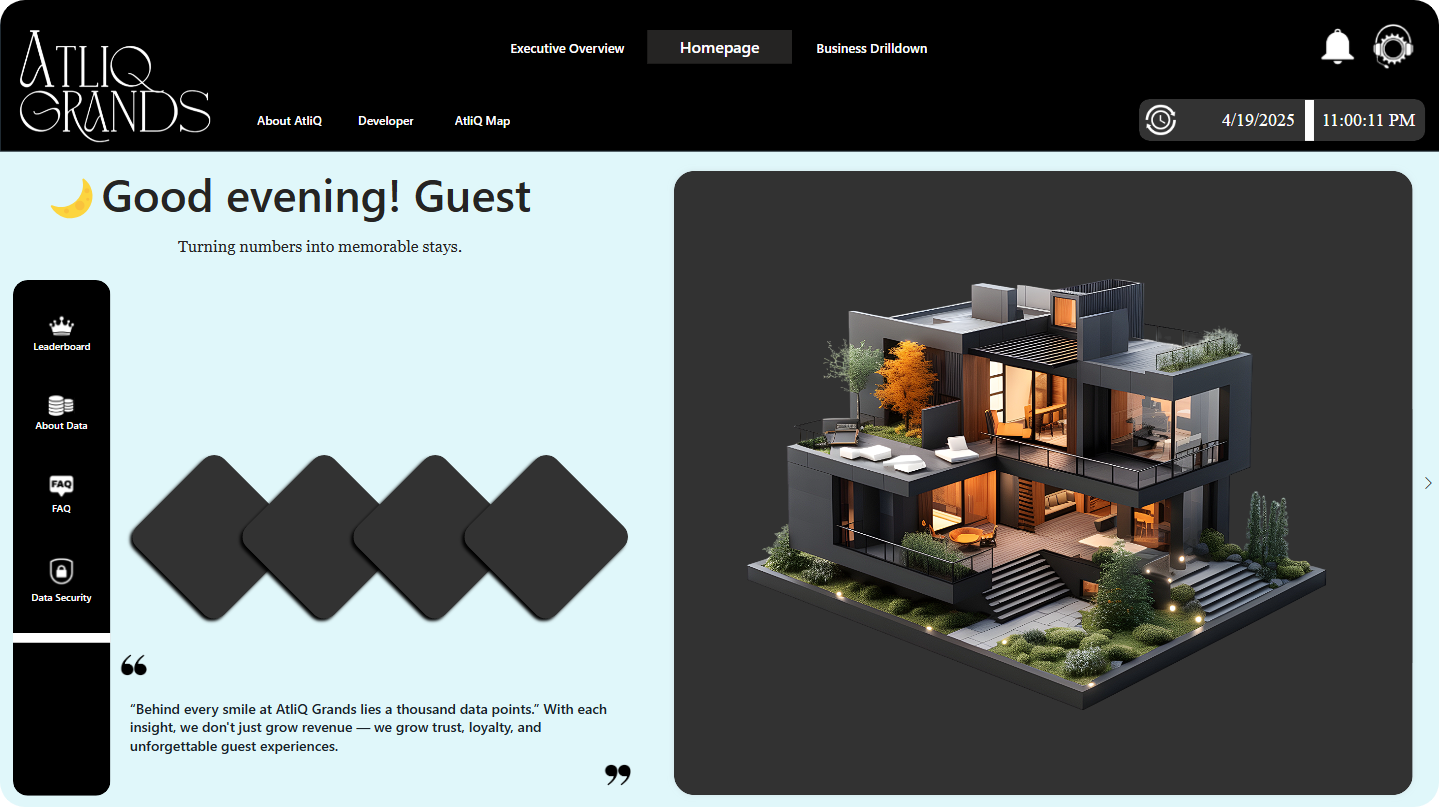 ATLIQ
GRANDS
Executive Overview
Homepage
Business Drilldown
About AtliQ
Developer
AtliQ Map
4/19/2025
11:00:11 PM
Good evening! Guest
Turning numbers into memorable stays.
Leaderboard
About Data
FAQ
FAQ
Data Security
❝
“Behind every smile at AtliQ Grands lies a thousand data points.” With each
insight, we don't just grow revenue — we grow trust, loyalty, and
unforgettable guest experiences.
❞